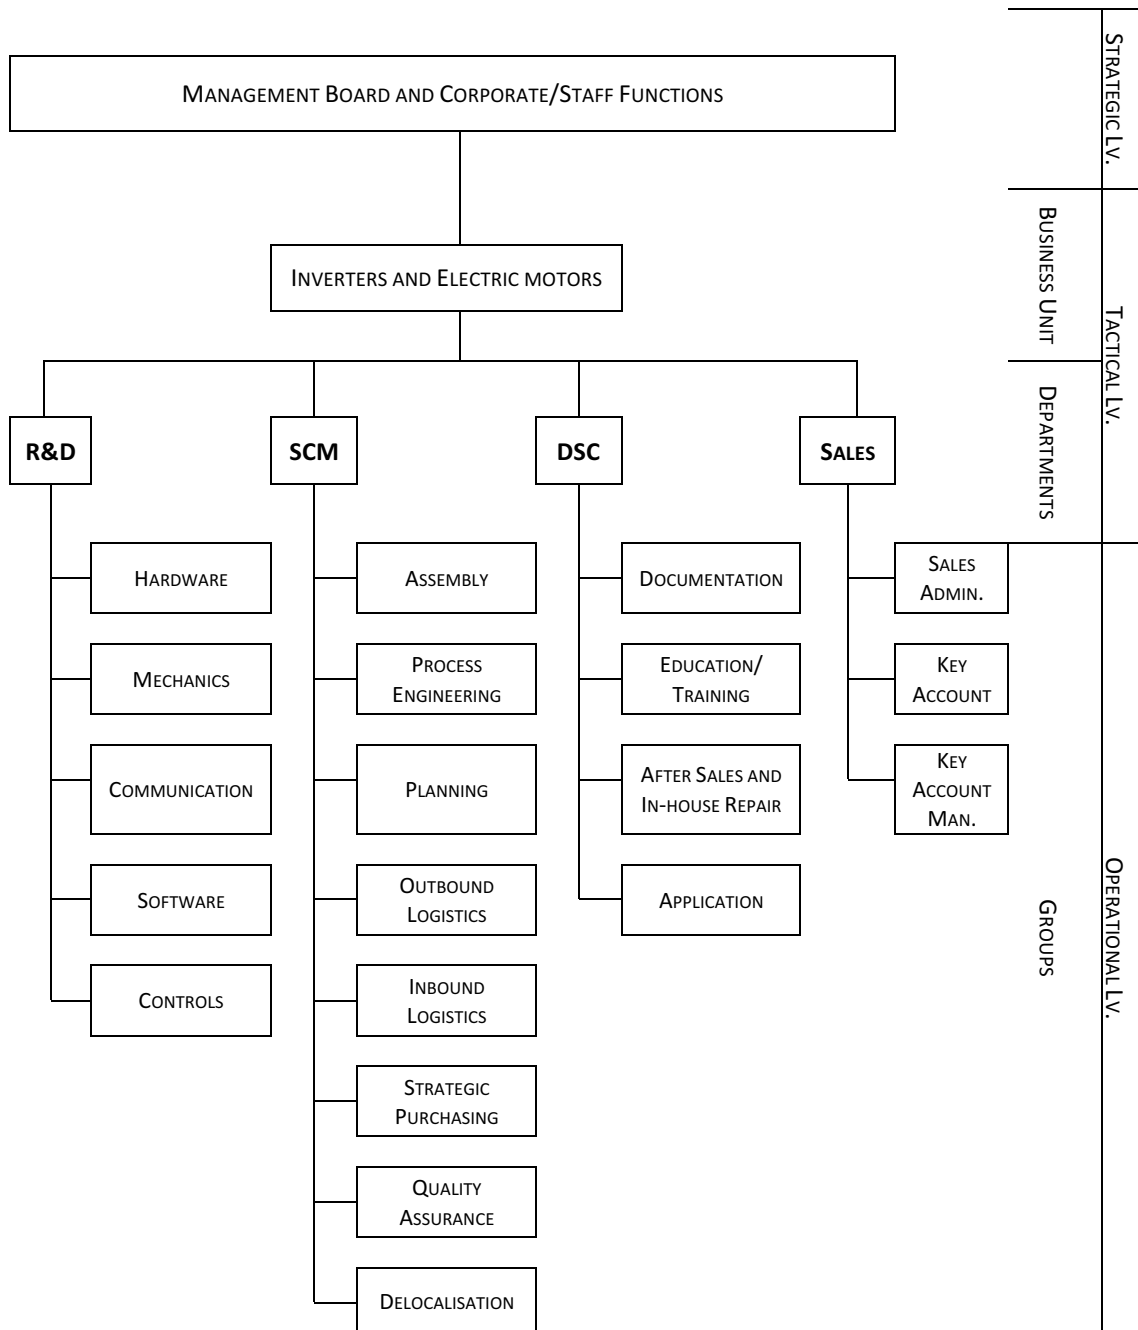 MANAGEMENT BOARD AND CORPORATE/STAFF FUNCTIONS
STRATEGIC LV.
INVERTERS AND ELECTRIC MOTORS
BUSINESS UNIT
TACTICAL LV.
DEPARTMENTS
R&D
SCM
DSC
SALES
HARDWARE
MECHANICS
COMMUNICATION
SOFTWARE
CONTROLS
ASSEMBLY
PROCESS
ENGINEERING
PLANNING
OUTBOUND
LOGISTICS
INBOUND
LOGISTICS
STRATEGIC
PURCHASING
QUALITY
ASSURANCE
DELOCALISATION
DOCUMENTATION
EDUCATION/
TRAINING
AFTER SALES AND
IN-HOUSE REPAIR
APPLICATION
SALES
ADMIN.
KEY
ACCOUNT
KEY
ACCOUNT
MAN.
GROUPS
OPERATIONAL LV.